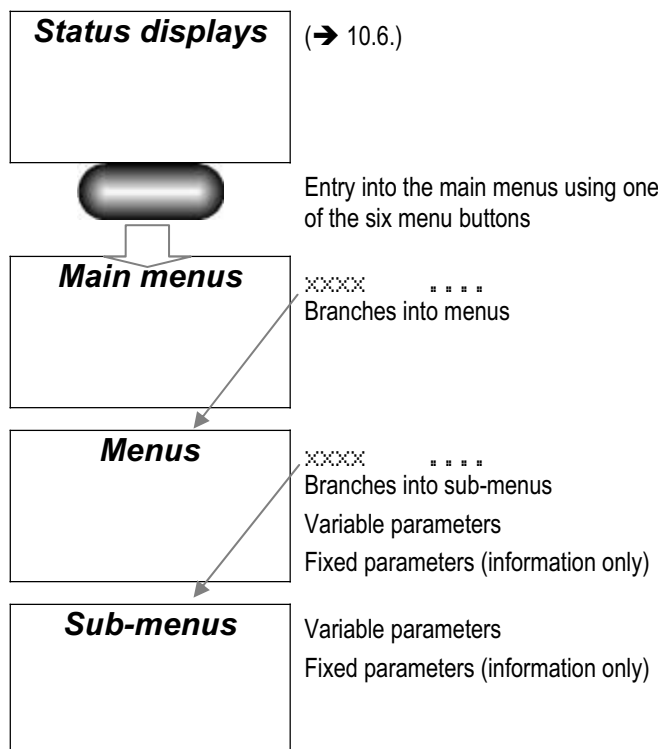 Status displays
(➔ 10.6.)
Entry into the main menus using one
of the six menu buttons
Main menus
XXXX ....
Branches into menus
Menus
XXXX ....
Branches into sub-menus
Variable parameters
Fixed parameters (information only)
Sub-menus
Variable parameters
Fixed parameters (information only)